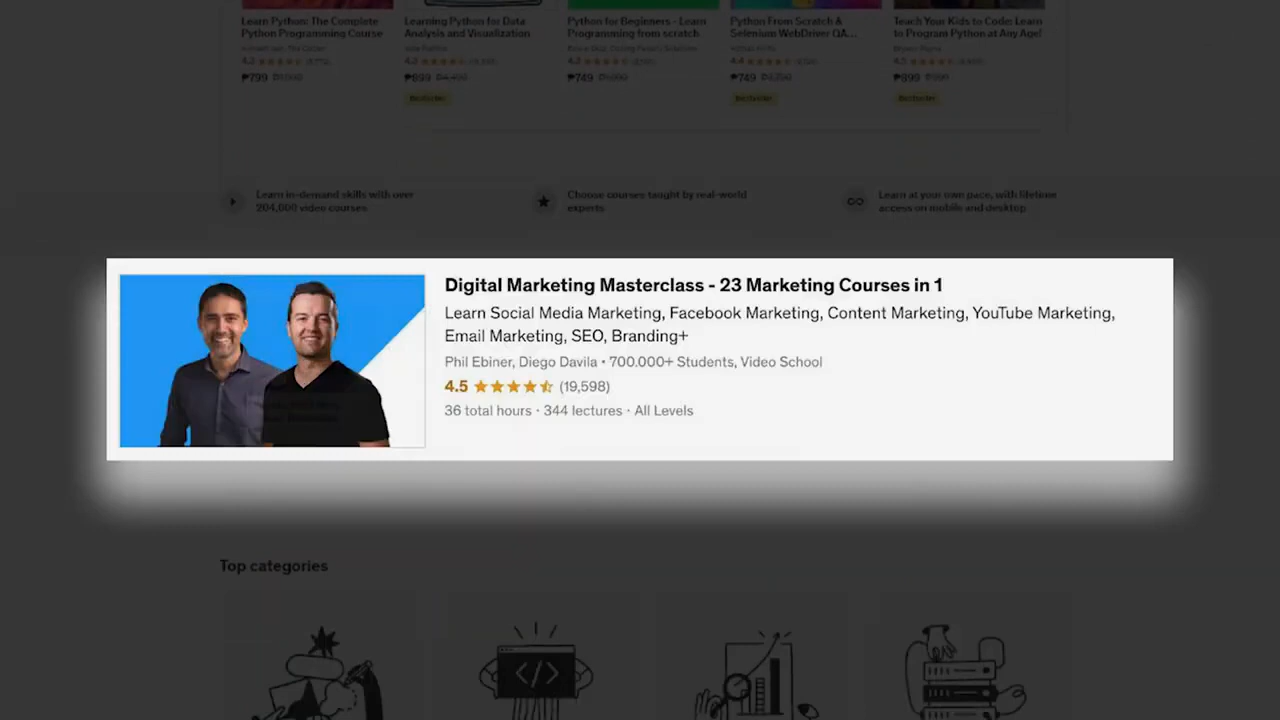 Learn Python: The Complete
Python Programming Course
Learning Python for Data
Analysis and Visualization
Python for Beginners - Learn
Programming from scratch
Python From Scratch &
Selenium WebDriver QA...
Teach Your Kids to Code: Learn
to Program Python at Any Age!
₱799
₱899
₱749
₱749
₱899
Bestseller
Bestseller
Bestseller
Learn in-demand skills with over
204,000 video courses
Choose courses taught by real-world
experts
Learn at your own pace, with lifetime
access on mobile and desktop
Digital Marketing Masterclass - 23 Marketing Courses in 1
Learn Social Media Marketing, Facebook Marketing, Content Marketing, YouTube Marketing,
Email Marketing, SEO, Branding+
Phil Ebiner, Diego Davila • 700.000+ Students, Video School
4.5 (19,598)
36 total hours · 344 lectures · All Levels
Top categories